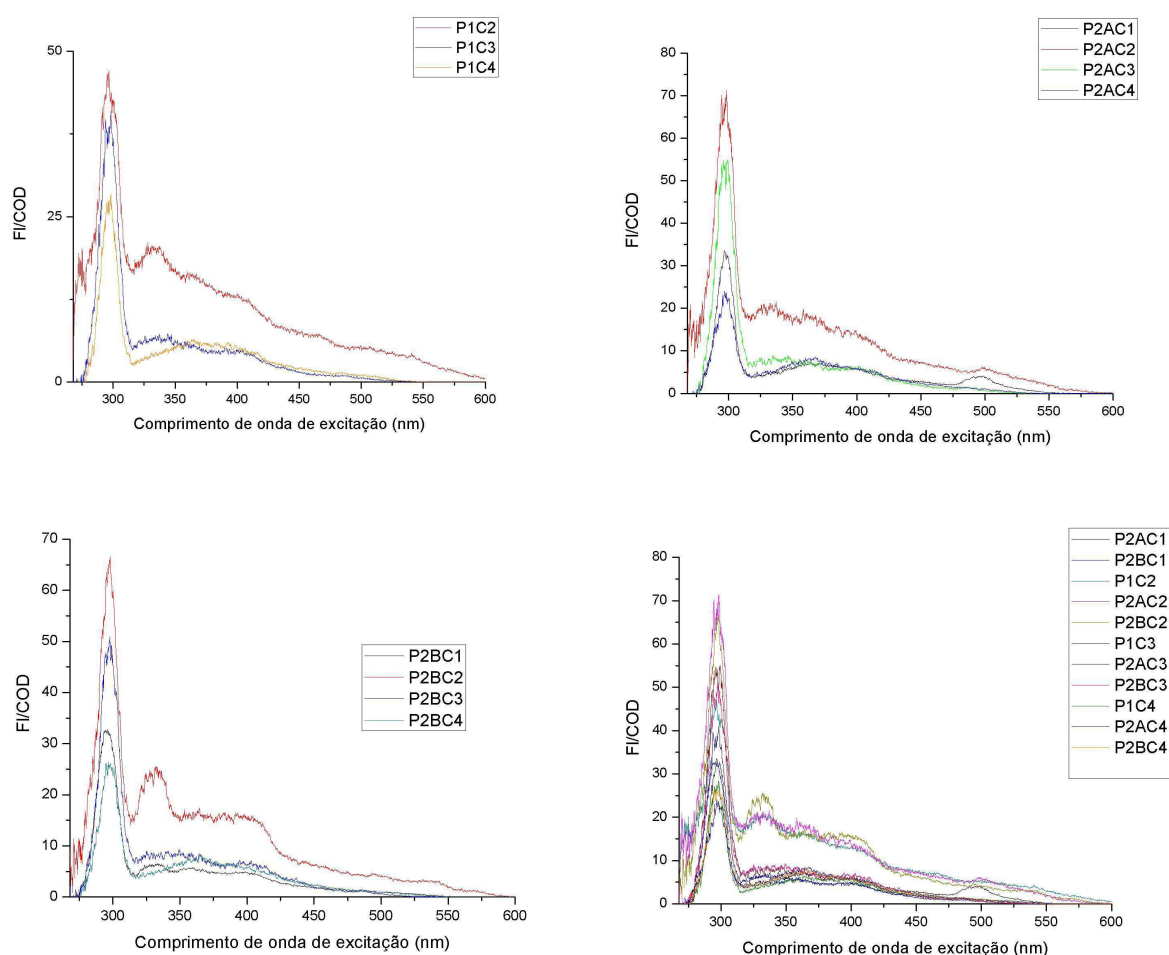 P1C2
P1C3
P1C4
50
25
0
300
350
400
450
500
550
600
FI/COD
Comprimento de onda de excitação (nm)
P2AC1
P2AC2
P2AC3
P2AC4
80
70
60
50
40
30
20
10
0
300
350
400
450
500
550
600
FI/COD
Comprimento de onda de excitação (nm)
70
60
50
40
30
20
10
0
P2BC1
P2BC2
P2BC3
P2BC4
300
350
400
450
500
550
600
FI/COD
Comprimento de onda de excitação (nm)
P2AC1
P2BC1
P1C2
P2AC2
P2BC2
P1C3
P2AC3
P2BC3
P1C4
P2AC4
P2BC4
80
70
60
50
40
30
20
10
0
300
350
400
450
500
550
600
FI/COD
Comprimento de onda de excitação (nm)